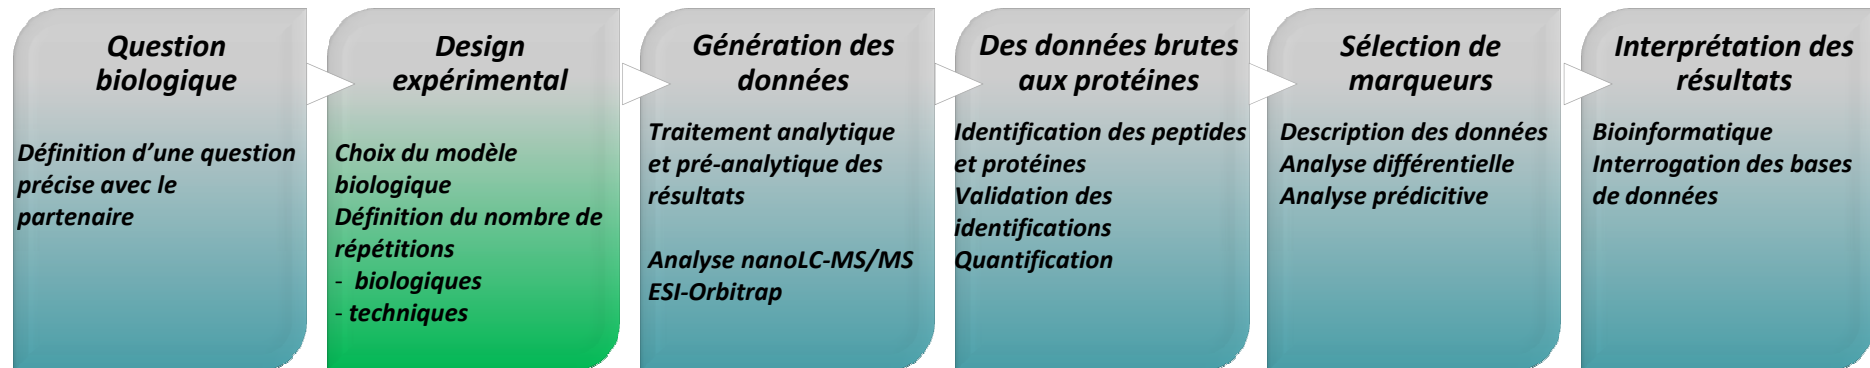 Question
biologique
Définition d'une question
précise avec le
partenaire
Design
expérimental
Choix du modèle
biologique
Définition du nombre de
répétitions
- biologiques
- techniques
Génération des
données
Traitement analytique
et pré-analytique des
résultats
Analyse nanoLC-MS/MS
ESI-Orbitrap
Des données brutes
aux protéines
Identification des peptides
et protéines
Validation des
identifications
Quantification
Sélection de
marqueurs
Description des données
Analyse différentielle
Analyse prédicitive
Interprétation des
résultats
Bioinformatique
Interrogation des bases
de données